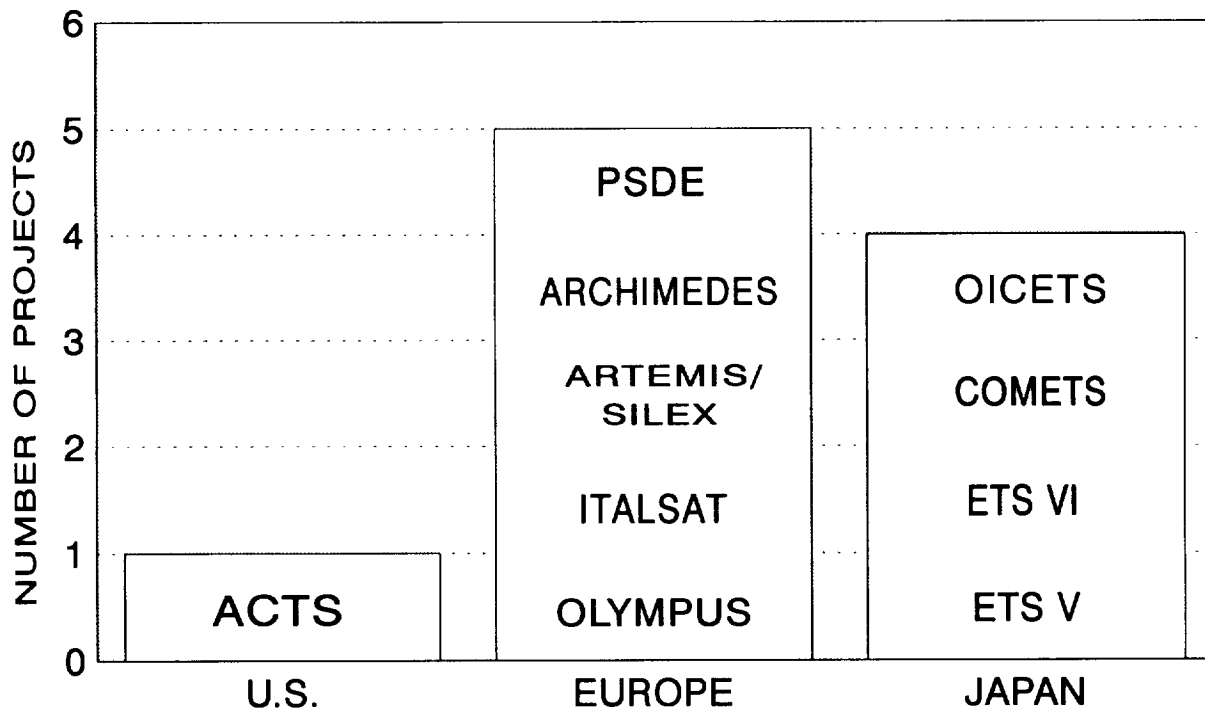 NUMBER OF PROJECTS
6
5
4
3
2
1
0
ACTS
PSDE
ARCHIMEDES
ARTEMIS/
SILEX
ITALSAT
OLYMPUS
OICETS
COMETS
ETS VI
ETS V
U.S.
EUROPE
JAPAN